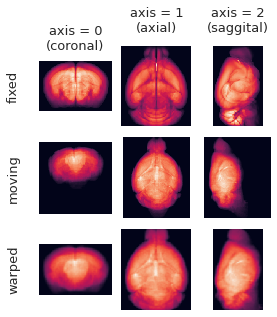 axis = 0
(coronal)
axis = 1
(axial)
axis = 2
(saggital)
fixed
moving
warped